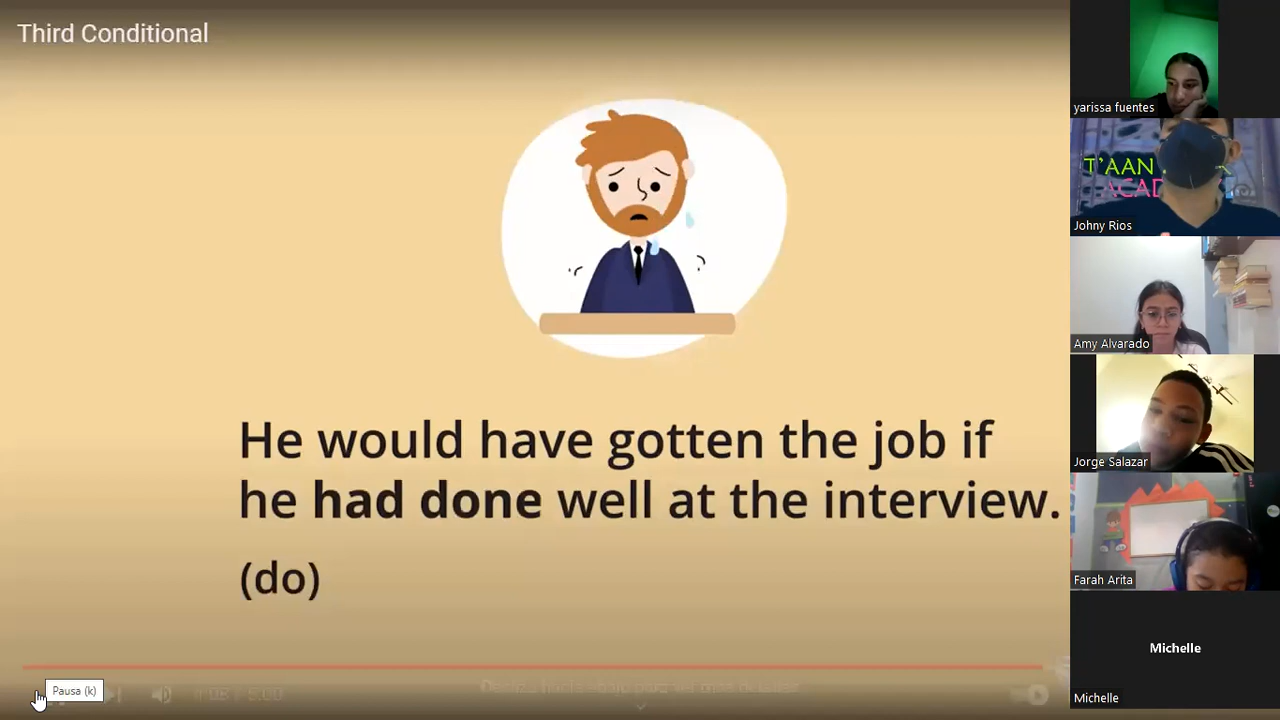 Third Conditional
He would have gotten the job if
he had done well at the interview.
(do)
Pausa (k)
yarissa fuentes
T'AAN
ACAD
Johny Rios
Amy Alvarado
Jorge Salazar
Farah Arita
Michelle
Michelle